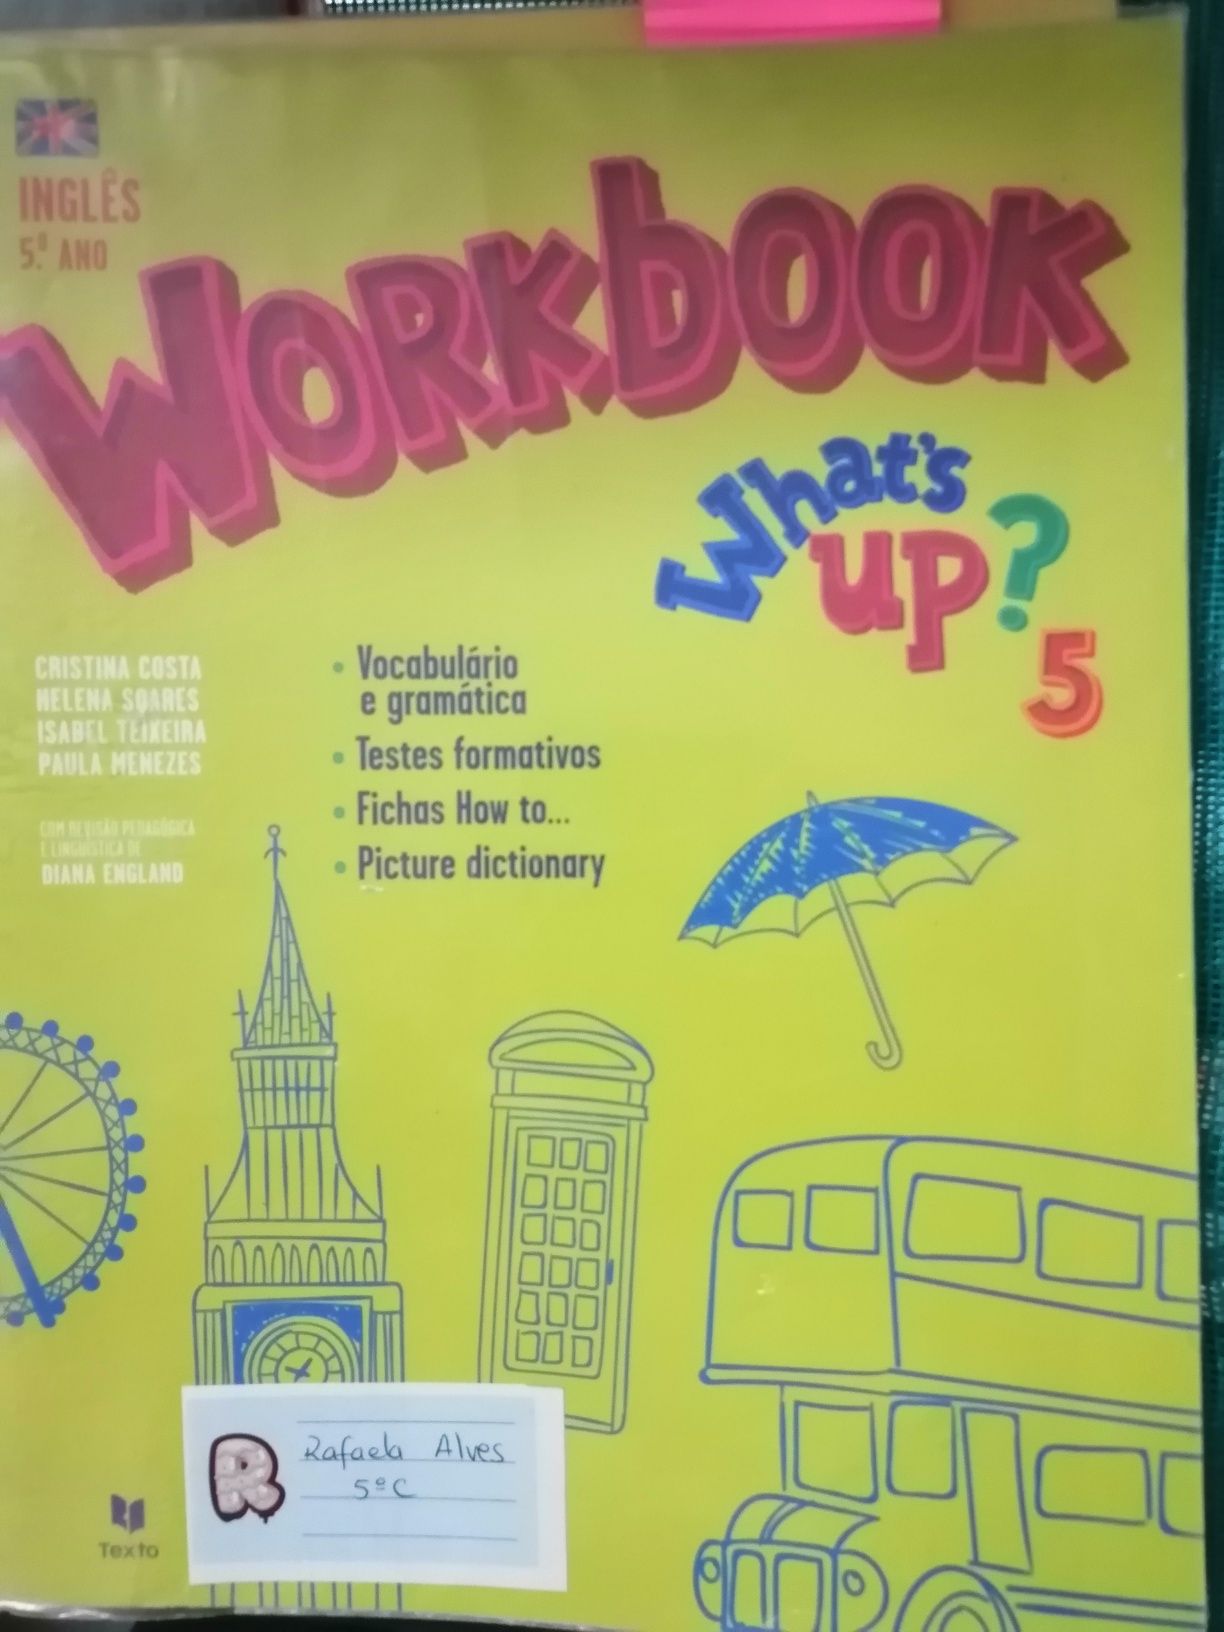 INGLÊS
5.º ANO
WORKBOOK
What's
up?
5
CRISTINA COSTA
HELENA SOARES
ISABEL TEIXEIRA
PAULA MENEZES
COM REVISÃO PEDAGÓGICA
E LINGUÍSTICA DE
DIANA ENGLAND
• Vocabulário
e gramática
• Testes formativos
• Fichas How to...
• Picture dictionary
R
Rafaela Alves
5º C
Texto